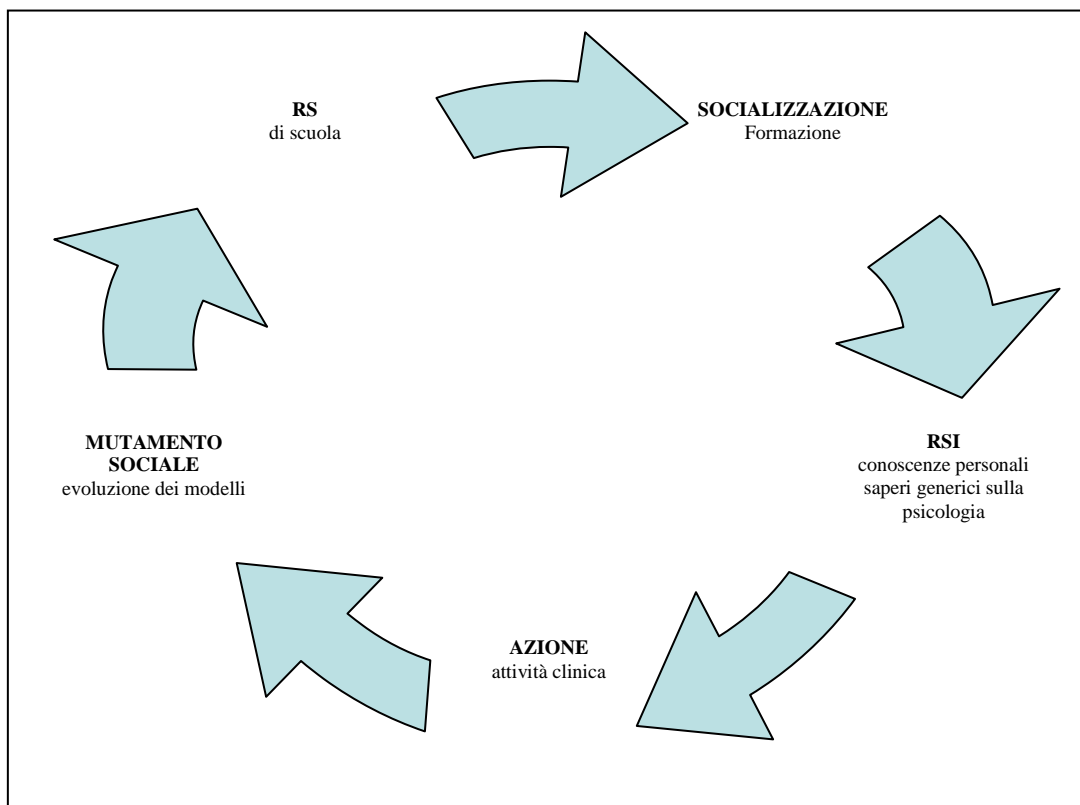 RS
di scuola
SOCIALIZZAZIONE
Formazione
RSI
conoscenze personali
saperi generici sulla
psicologia
AZIONE
attività clinica
MUTAMENTO
SOCIALE
evoluzione dei modelli